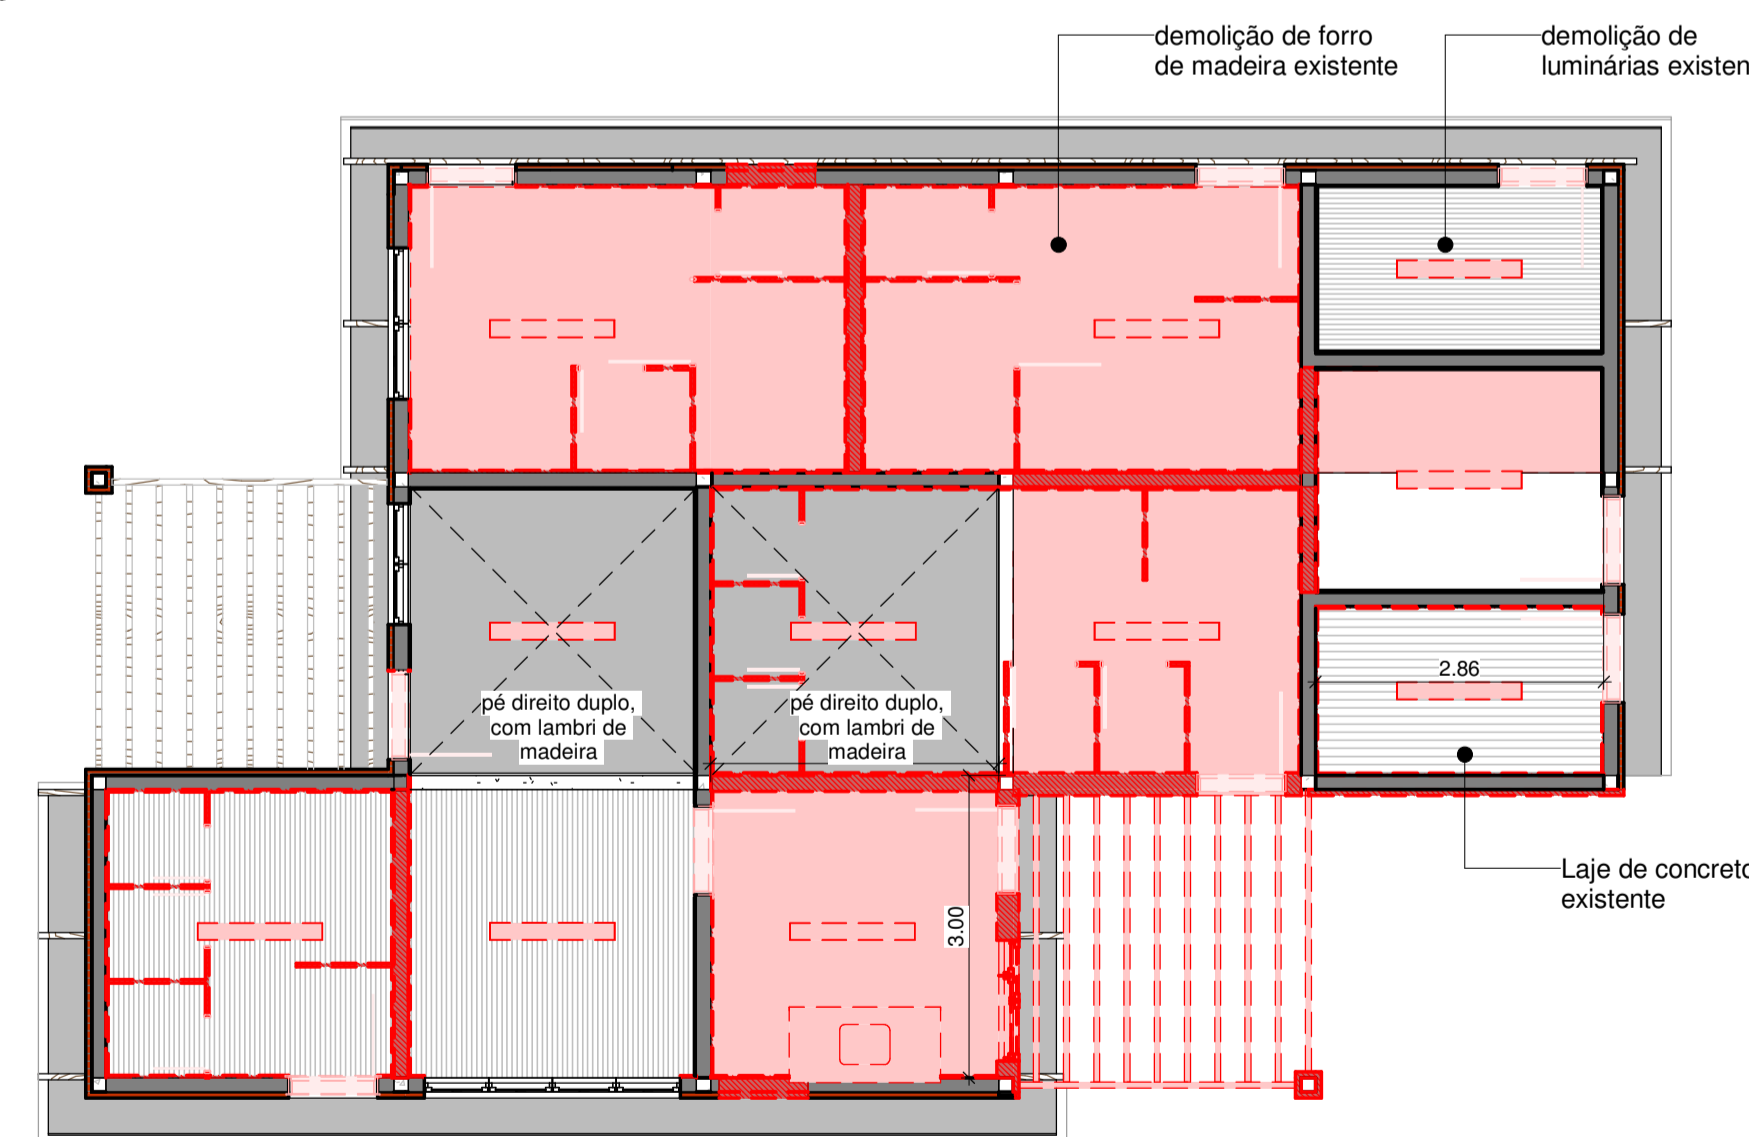 demolição de forro
de madeira existente
demolição de
luminárias existen
2.86
pé direito duplo,
com lambri de
madeira
pé direito duplo,
com lambri de
madeira
Laje de concreto
existente
3.00